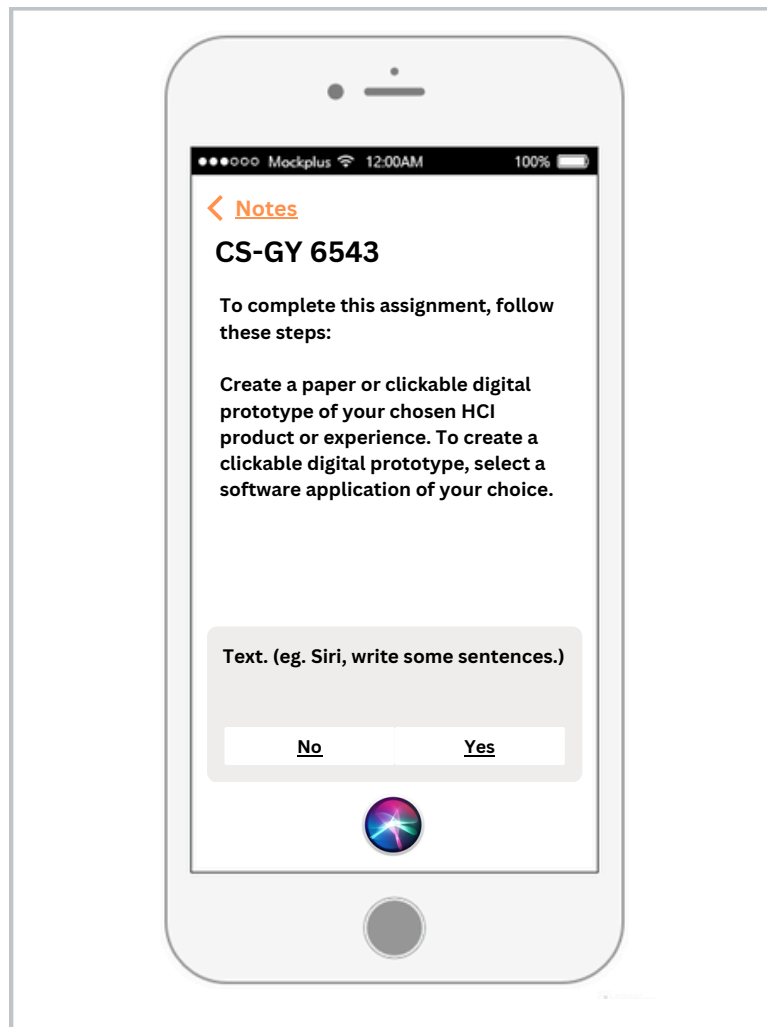 Mockplus 12:00AM 100%
Notes
CS-GY 6543
To complete this assignment, follow
these steps:
Create a paper or clickable digital
prototype of your chosen HCI
product or experience. To create a
clickable digital prototype, select a
software application of your choice.
Text. (eg. Siri, write some sentences.)
No Yes